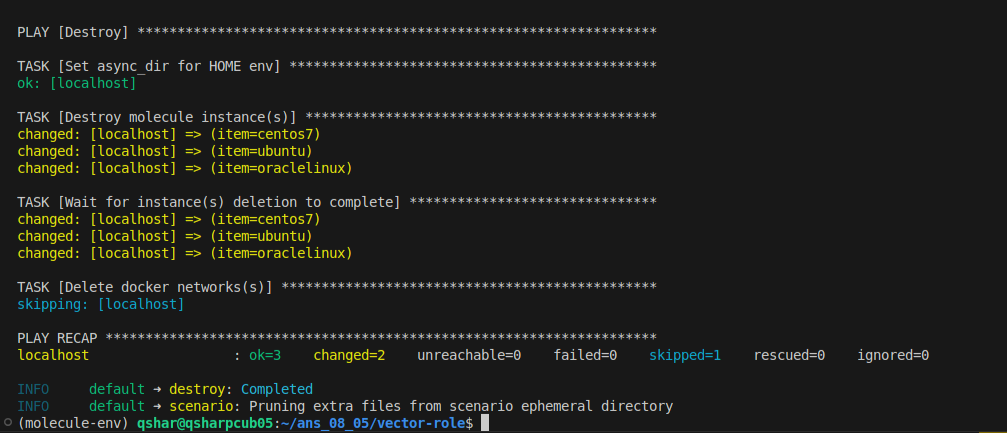 PLAY [Destroy] *****************************************************************
TASK [Set async_dir for HOME env] **********************************************
ok: [localhost]
TASK [Destroy molecule instance(s)] ********************************************
changed: [localhost] => (item=centos7)
changed: [localhost] => (item=ubuntu)
changed: [localhost] => (item=oraclelinux)
TASK [Wait for instance(s) deletion to complete] *******************************
changed: [localhost] => (item=centos7)
changed: [localhost] => (item=ubuntu)
changed: [localhost] => (item=oraclelinux)
TASK [Delete docker networks(s)] ***********************************************
skipping: [localhost]
PLAY RECAP *********************************************************************
localhost                  : ok=3    changed=2    unreachable=0    failed=0    skipped=1    rescued=0    ignored=0
INFO     default ➜ destroy: Completed
INFO     default ➜ scenario: Pruning extra files from scenario ephemeral directory
(molecule-env) qshar@qsharpcub05:~/ans_08_05/vector-role$